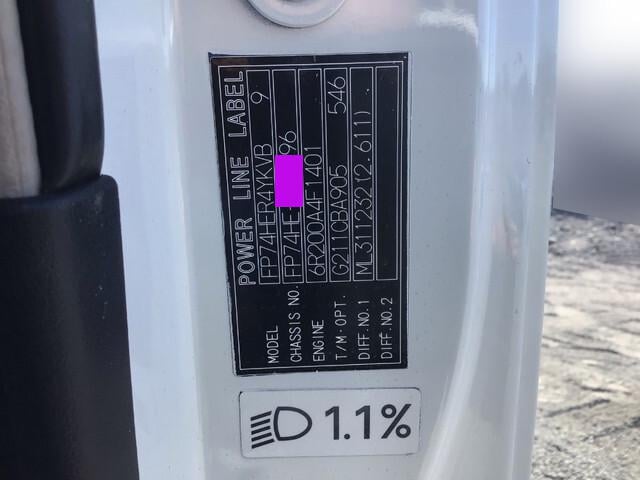 POWER LINE LABEL
MODEL FP74HER4YKVB 9
CHASSIS NO. FP74HE- 96
ENGINE 6R200A4F1401
T/M·OPT. G211CBA905 546
DIFF.NO.1 ML311232(2.611) .
DIFF.NO.2
1.1%